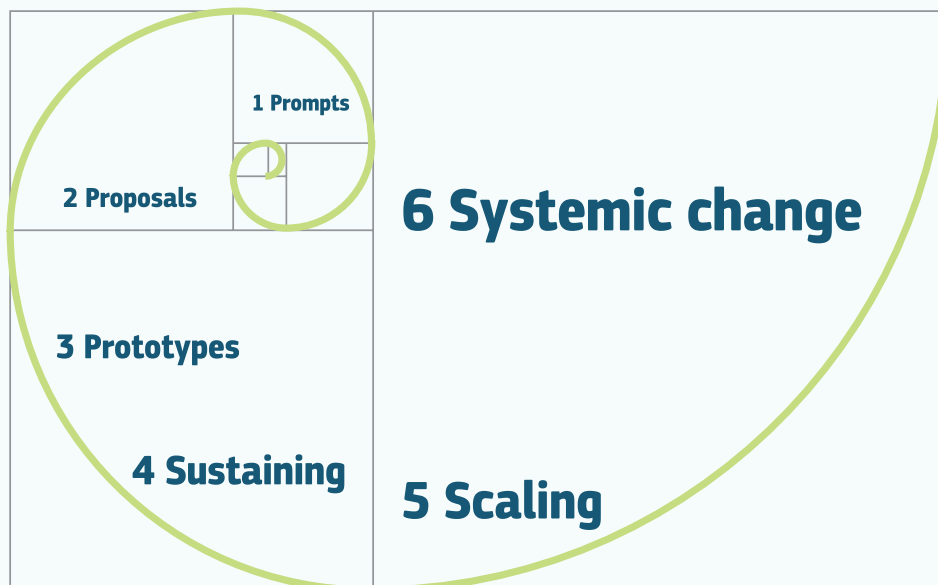 1 Prompts
2 Proposals
3 Prototypes
4 Sustaining
5 Scaling
6 Systemic change